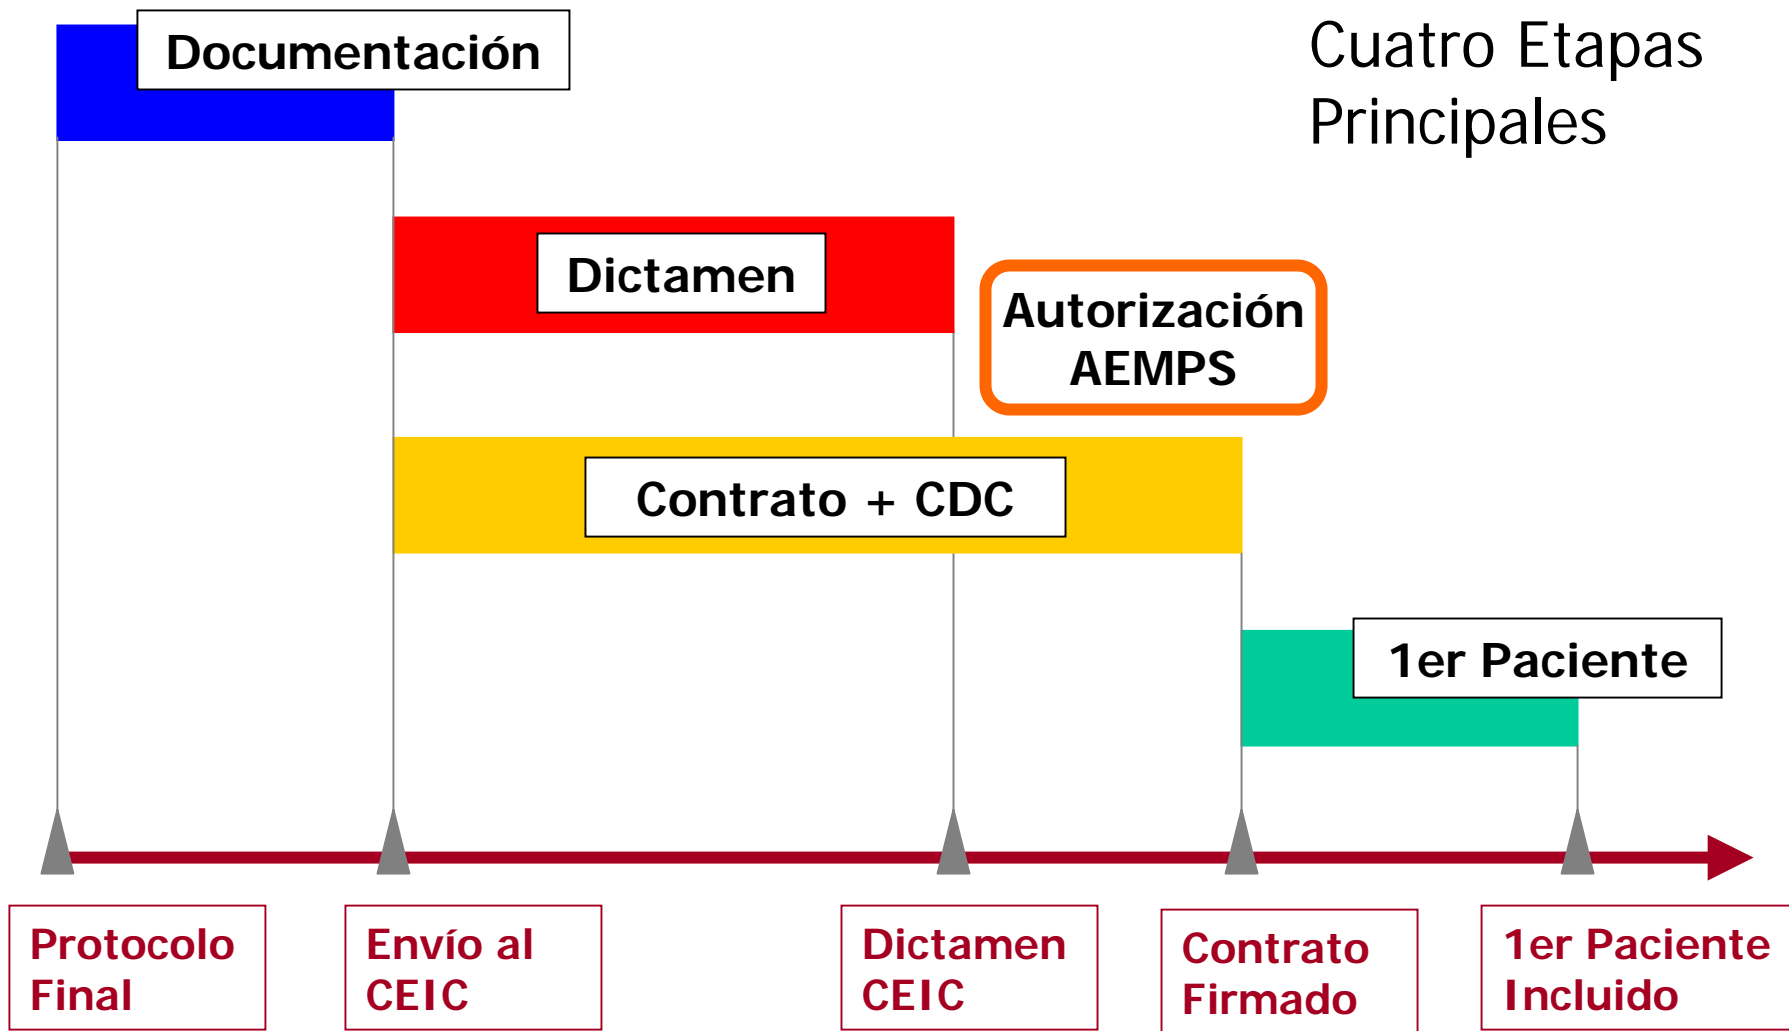 Cuatro Etapas
Principales
Documentación
Dictamen
Autorización
AEMPS
Contrato + CDC
1er Paciente
Protocolo
Final
Envío al
CEIC
Dictamen
CEIC
Contrato
Firmado
1er Paciente
Incluido